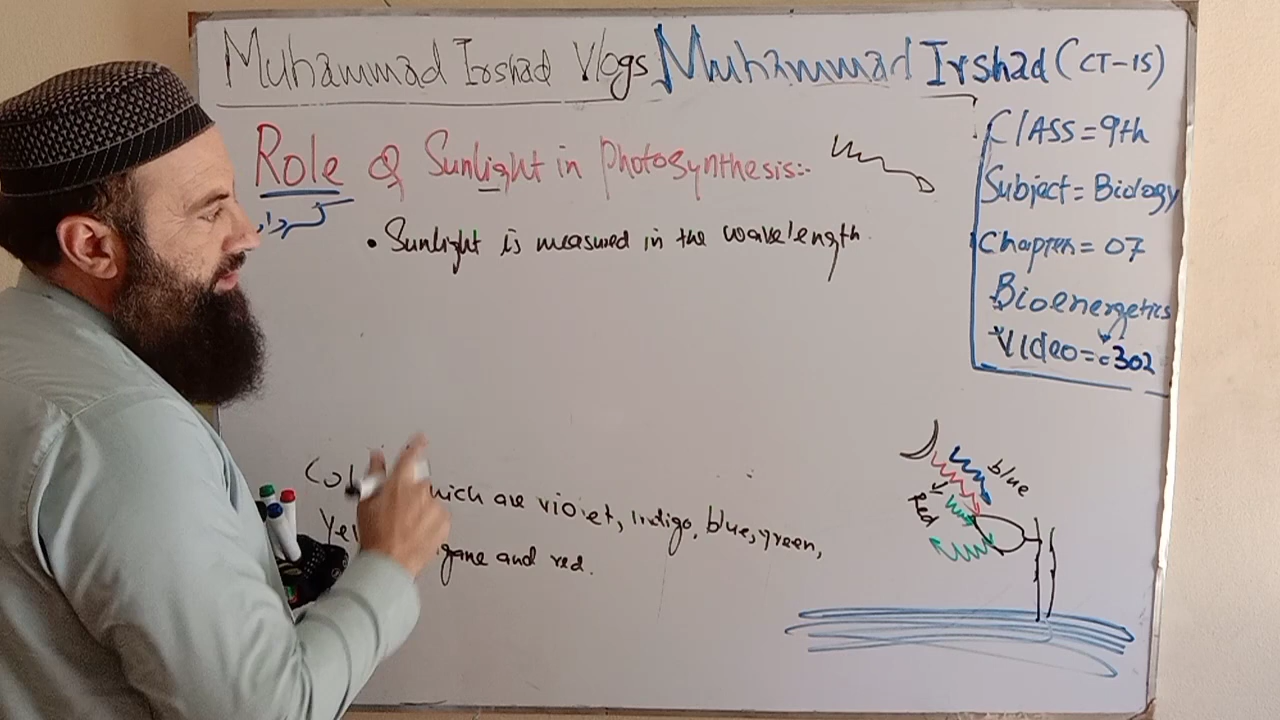 Muhammad Irshad Vlogs Muhammad Irshad (CT-15)
CLASS = 9th
Subject = Biology
Chapter = 07
Bioenergetics
Video = 302
Role of Sunlight in Photosynthesis:-
کردار
• Sunlight is measured in the wavelength.
which are violet, Indigo, blue, green,
and red.
blue
Red